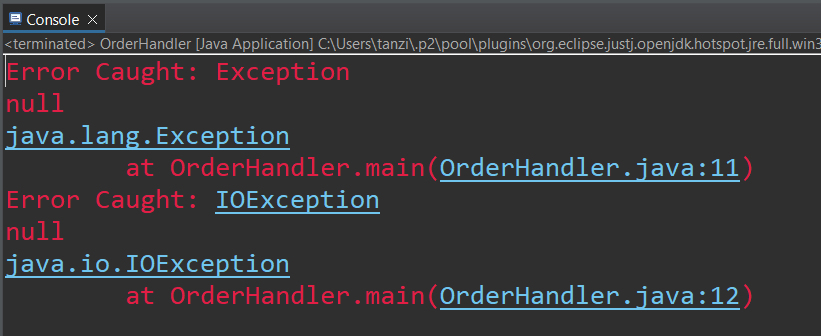 Console
<terminated> OrderHandler [Java Application] C:\Users\tanzi\.p2\pool\plugins\org.eclipse.justj.openjdk.hotspot.jre.full.win3
Error Caught: Exception
null
java.lang.Exception
at OrderHandler.main(OrderHandler.java:11)
Error Caught: IOException
null
java.io.IOException
at OrderHandler.main(OrderHandler.java:12)